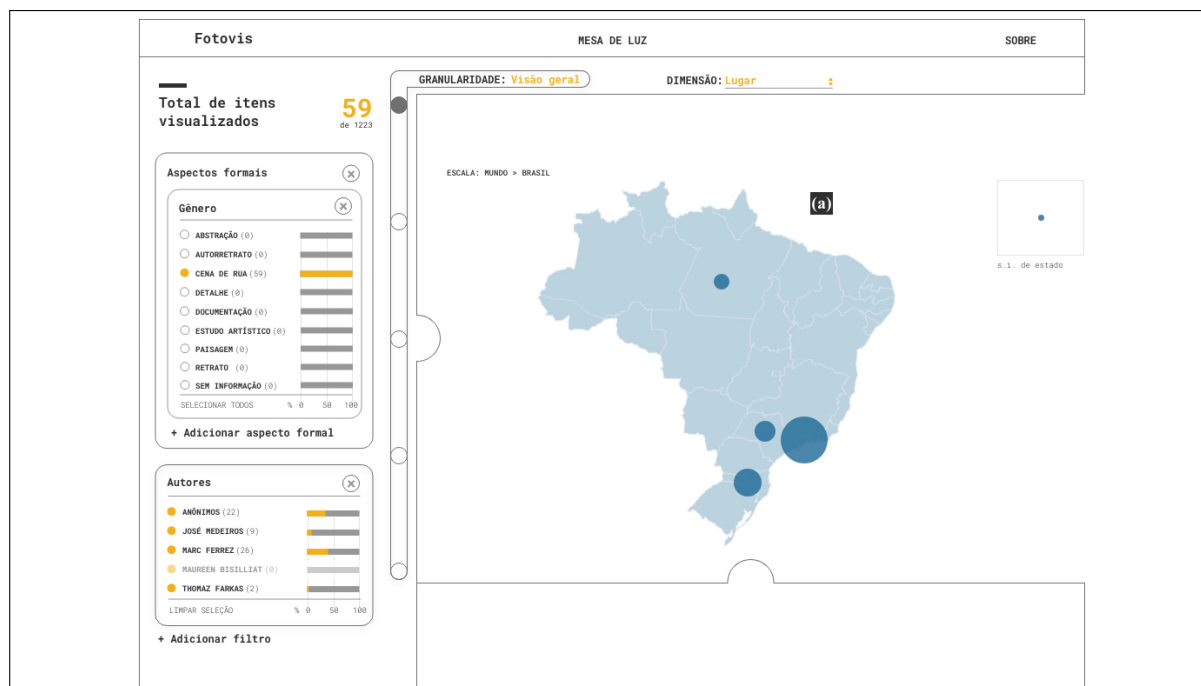 Fotovis
MESA DE LUZ
SOBRE
GRANULARIDADE: Visão geral
DIMENSÃO: Lugar
Total de itens
visualizados
59
de 1223
Aspectos formais
Gênero
ABSTRAÇÃO (0)
AUTORRETRATO (0)
CENA DE RUA (59)
DETALHE (0)
DOCUMENTAÇÃO (0)
ESTUDO ARTÍSTICO (0)
PAISAGEM (0)
RETRATO (0)
SEM INFORMAÇÃO (0)
SELECIONAR TODOS % 0 50 100
+ Adicionar aspecto formal
Autores
ANÔNIMOS (22)
JOSÉ MEDEIROS (9)
MARC FERREZ (26)
MAUREEN BISILLIAT (0)
THOMAZ FARKAS (2)
LIMPAR SELEÇÃO % 0 50 100
+ Adicionar filtro
ESCALA: MUNDO > BRASIL
(a)
s.i. de estado